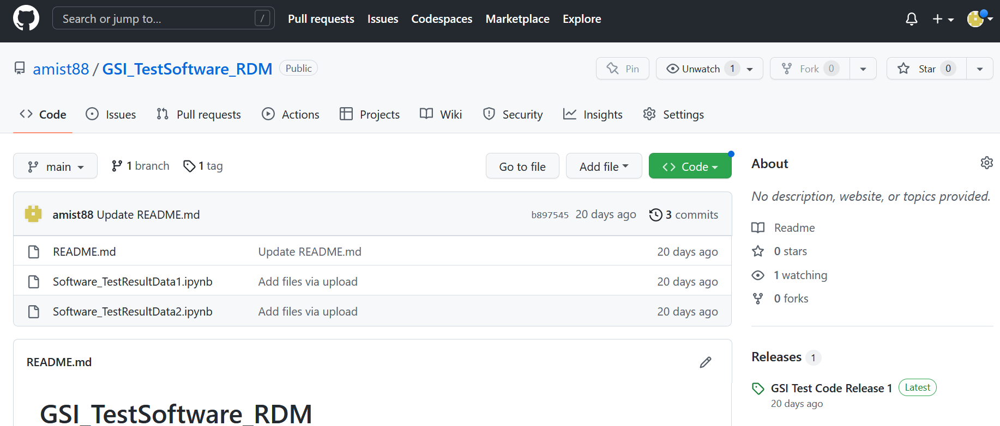 Search or jump to... / Pull requests Issues Codespaces Marketplace Explore
amist88 / GSI_TestSoftware_RDM Public Pin Unwatch 1 Fork 0 Star 0
Code Issues Pull requests Actions Projects Wiki Security Insights Settings
main 1 branch 1 tag Go to file Add file Code
amist88 Update README.md b897545 20 days ago 3 commits
README.md Update README.md 20 days ago
Software_TestResultData1.ipynb Add files via upload 20 days ago
Software_TestResultData2.ipynb Add files via upload 20 days ago
README.md
GSI_TestSoftware_RDM
About
No description, website, or topics provided.
Readme
0 stars
1 watching
0 forks
Releases 1
GSI Test Code Release 1 Latest
20 days ago